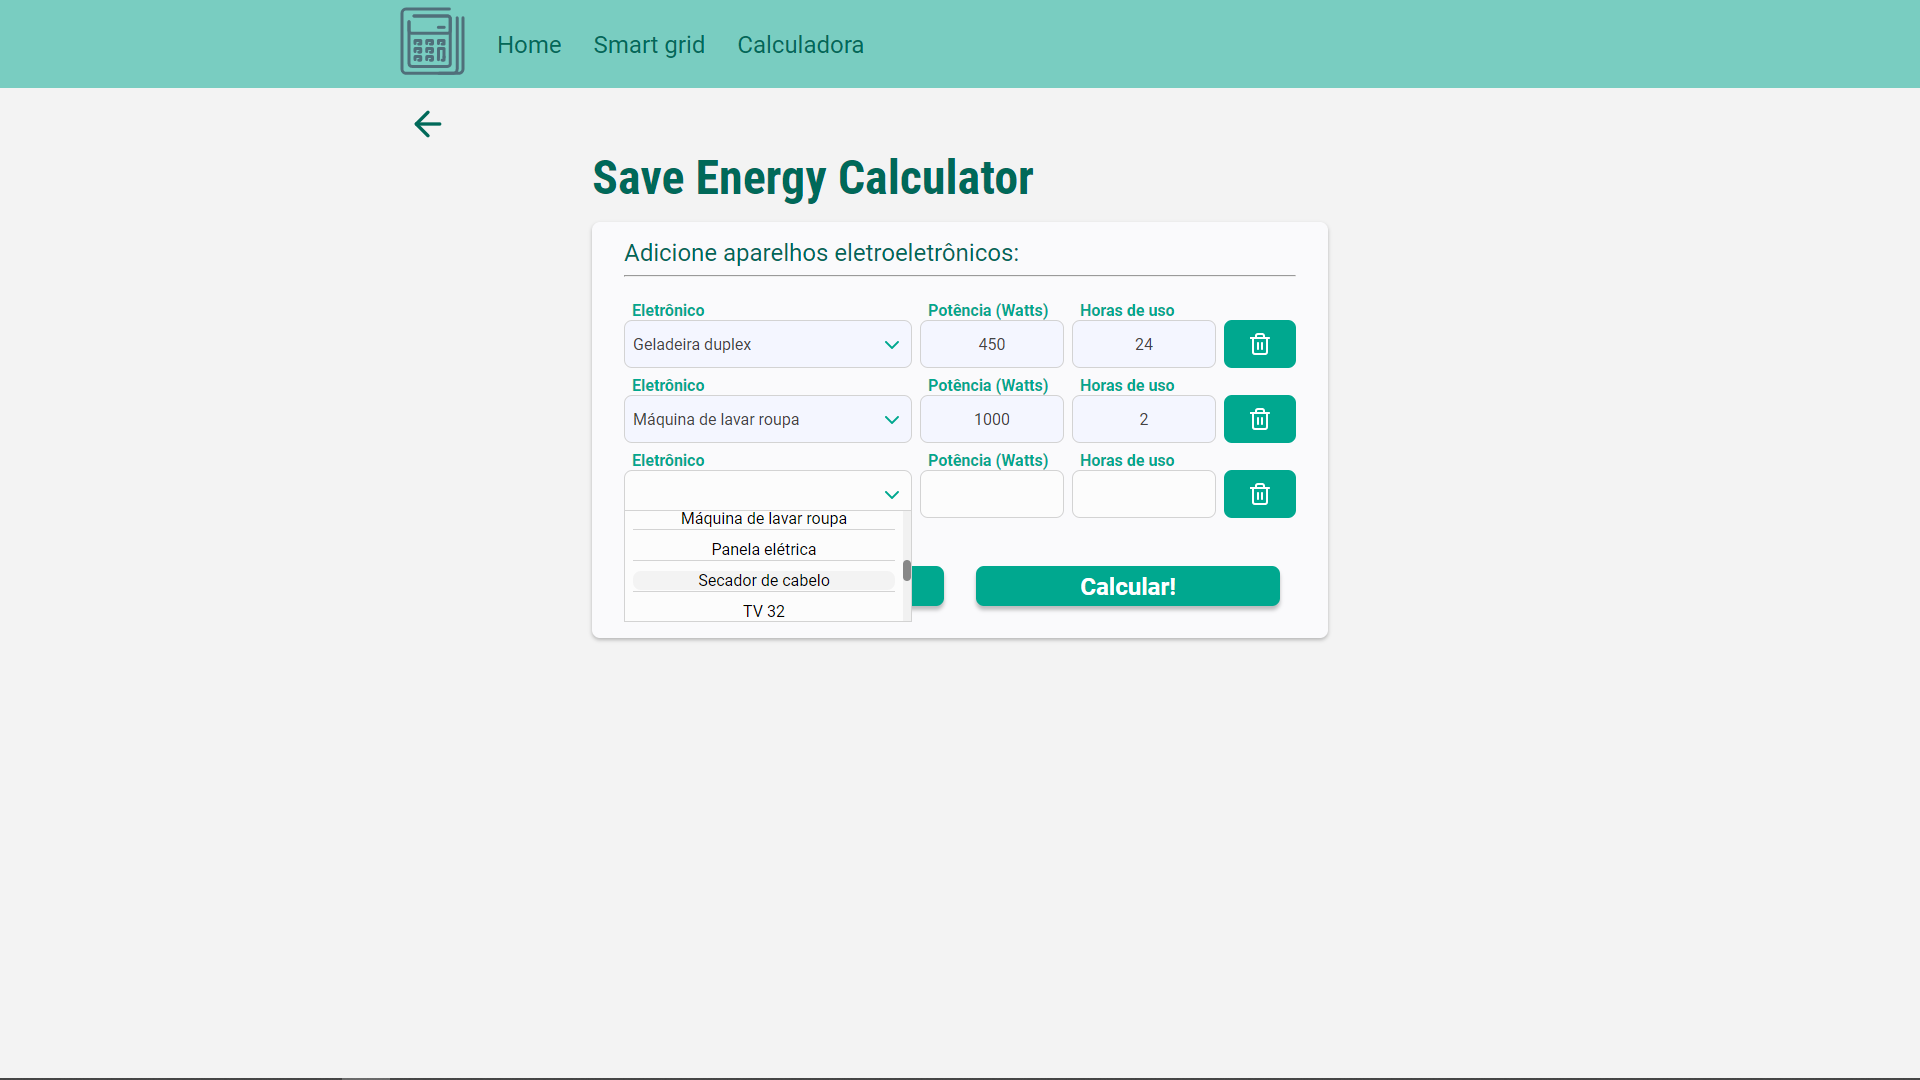 Home Smart grid Calculadora
Save Energy Calculator
Adicione aparelhos eletroeletrônicos:
Eletrônico Potência (Watts) Horas de uso
Geladeira duplex 450 24
Eletrônico Potência (Watts) Horas de uso
Máquina de lavar roupa 1000 2
Eletrônico Potência (Watts) Horas de uso
Máquina de lavar roupa
Panela elétrica
Secador de cabelo
Calcular!
TV 32